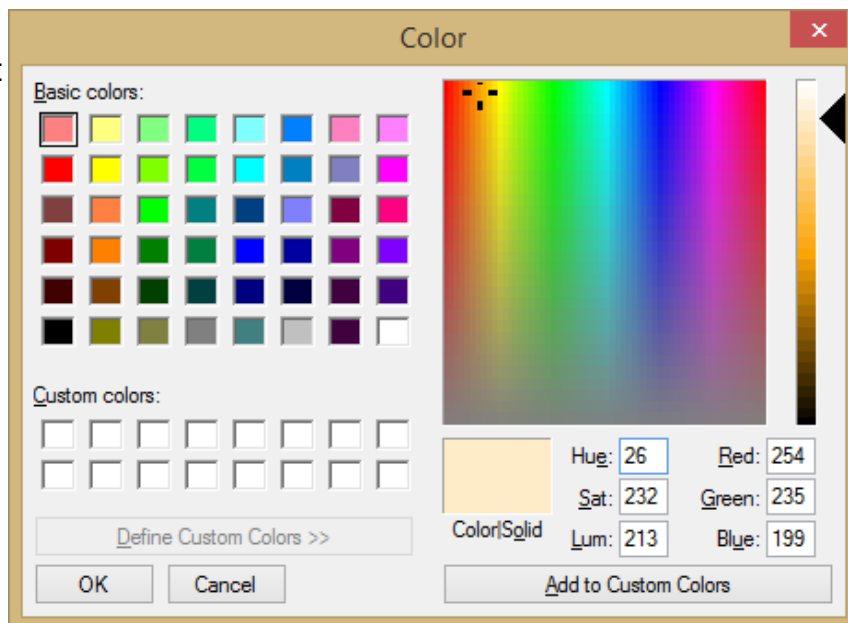 Color
Basic colors:
Custom colors:
Define Custom Colors >>
OK
Cancel
Color|Solid
Hue: 26
Sat: 232
Lum: 213
Red: 254
Green: 235
Blue: 199
Add to Custom Colors